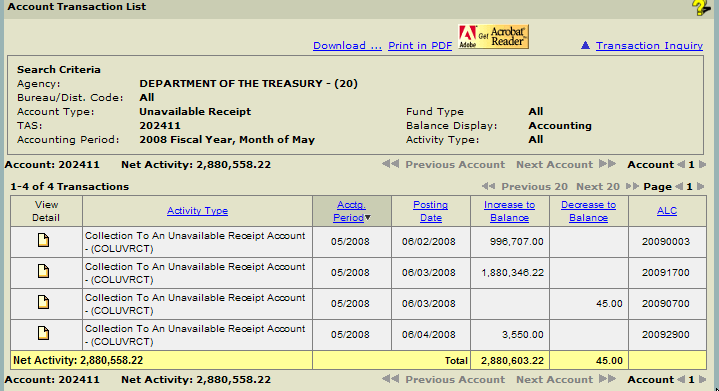 Account Transaction List
Download ... Print in PDF Adobe Get Acrobat Reader Transaction Inquiry
Search Criteria
Agency: DEPARTMENT OF THE TREASURY - (20)
Bureau/Dist. Code: All
Account Type: Unavailable Receipt Fund Type All
TAS: 202411 Balance Display: Accounting
Accounting Period: 2008 Fiscal Year, Month of May Activity Type: All
Account: 202411 Net Activity: 2,880,558.22 Previous Account Next Account Account 1
1-4 of 4 Transactions Previous 20 Next 20 Page 1
View Detail Activity Type Acctg. Period Posting Date Increase to Balance Decrease to Balance ALC
Collection To An Unavailable Receipt Account - (COLUVRCT) 05/2008 06/02/2008 996,707.00 20090003
Collection To An Unavailable Receipt Account - (COLUVRCT) 05/2008 06/03/2008 1,880,346.22 20091700
Collection To An Unavailable Receipt Account - (COLUVRCT) 05/2008 06/03/2008 45.00 20090700
Collection To An Unavailable Receipt Account - (COLUVRCT) 05/2008 06/04/2008 3,550.00 20092900
Net Activity: 2,880,558.22 Total 2,880,603.22 45.00
Account: 202411 Net Activity: 2,880,558.22 Previous Account Next Account Account 1